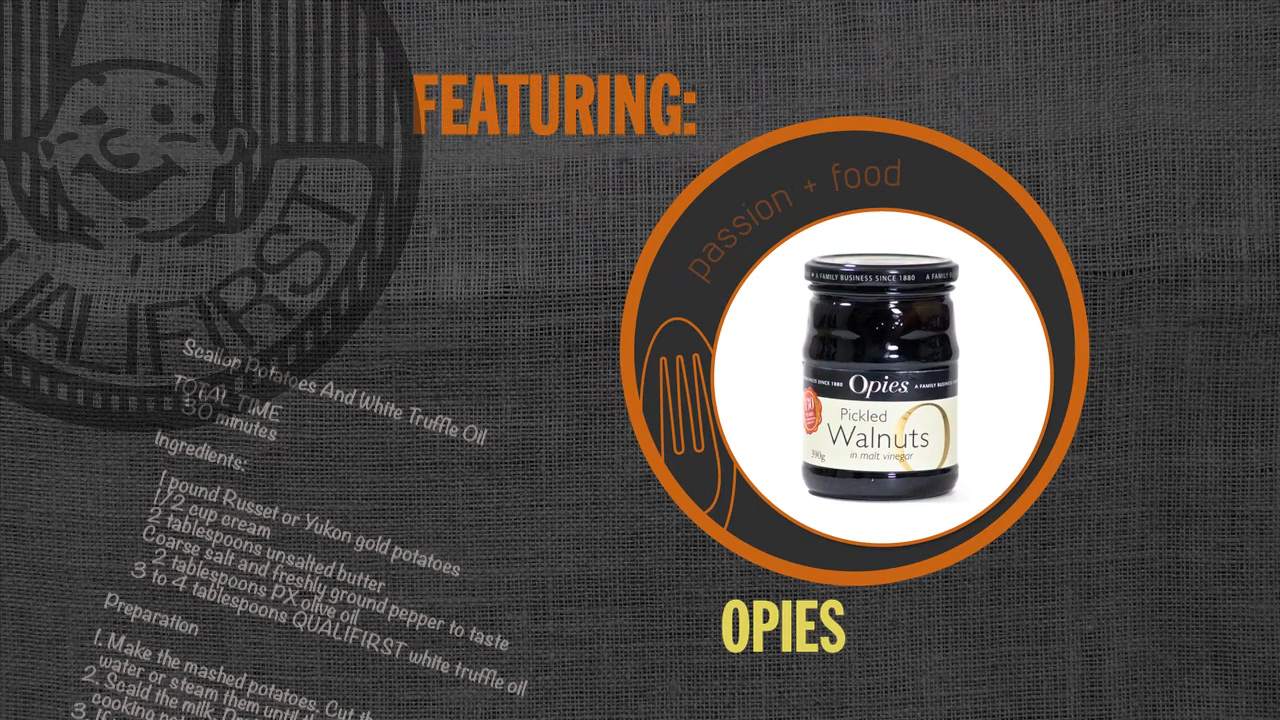 FEATURING:
passion + food
A FAMILY BUSINESS SINCE 1880 A FAMILY
SINCE 1880 Opies A FAMILY
Pickled
Walnuts
in malt vinegar
390g
OPIES
QUALIFIRST
Scallop Potatoes And White Truffle Oil
TOTAL TIME
30 minutes
Ingredients:
1 pound Russet or Yukon gold potatoes
1/2 cup cream
2 tablespoons unsalted butter
Coarse salt and freshly ground pepper to taste
2 tablespoons PX olive oil
3 to 4 tablespoons QUALIFIRST white truffle oil
Preparation
1. Make the mashed potatoes. Cut th
water or steam them until
2. Scald the milk.
cooking
3. If